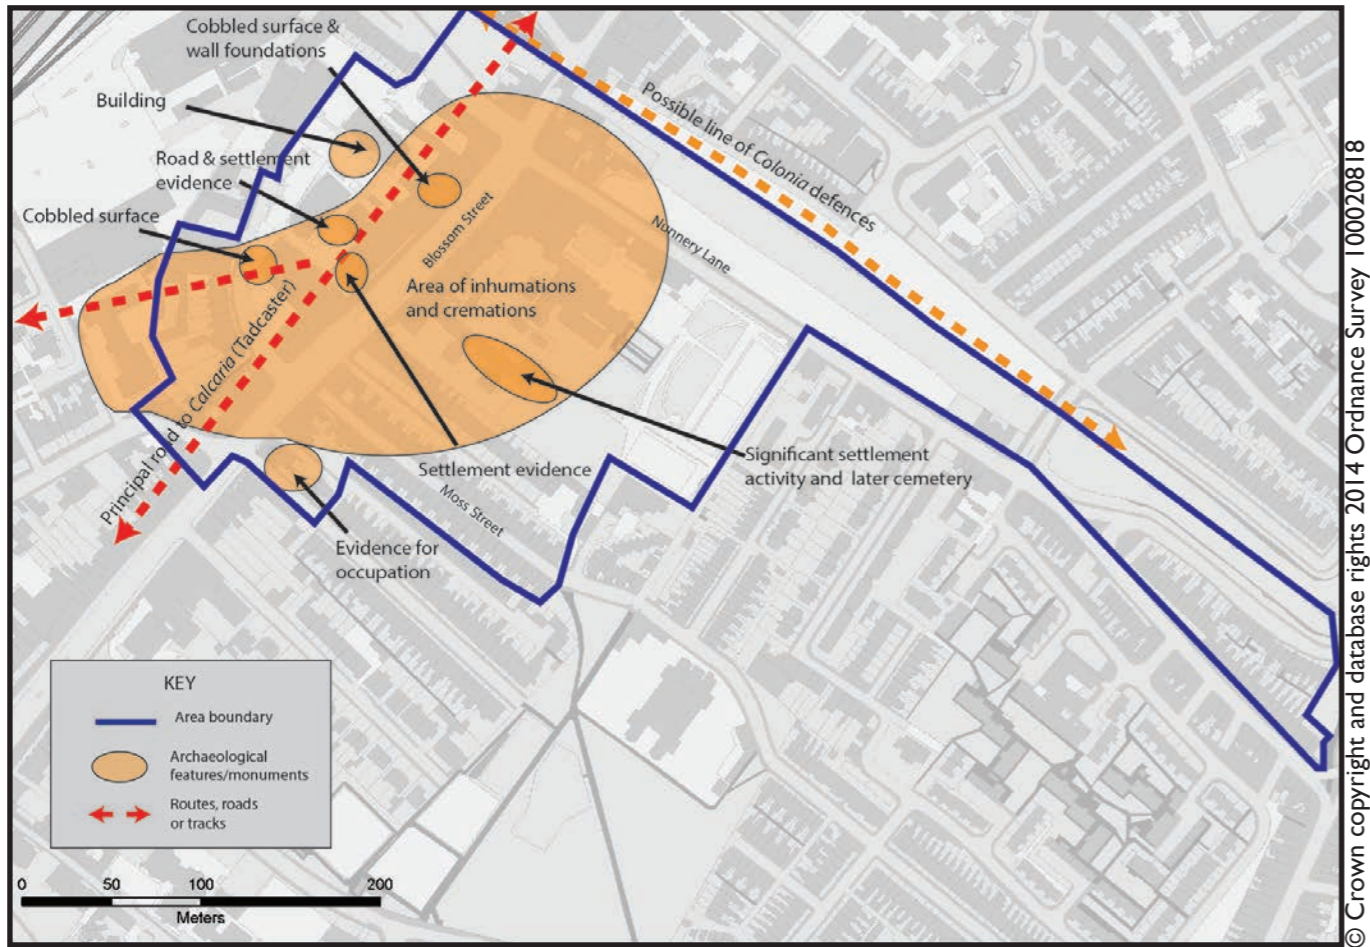 Cobbled surface &
wall foundations
Building
Road & settlement
evidence
Cobbled surface
Possible line of Colonia defences
Blossom Street
Nunnery Lane
Area of inhumations
and cremations
Principal road to Calcaria (Tadcaster)
Settlement evidence
Significant settlement
activity and later cemetery
Moss Street
Evidence for
occupation
KEY
Area boundary
Archaeological
features/monuments
Routes, roads
or tracks
0 50 100 200
Meters
© Crown copyright and database rights 2014 Ordnance Survey 100020818